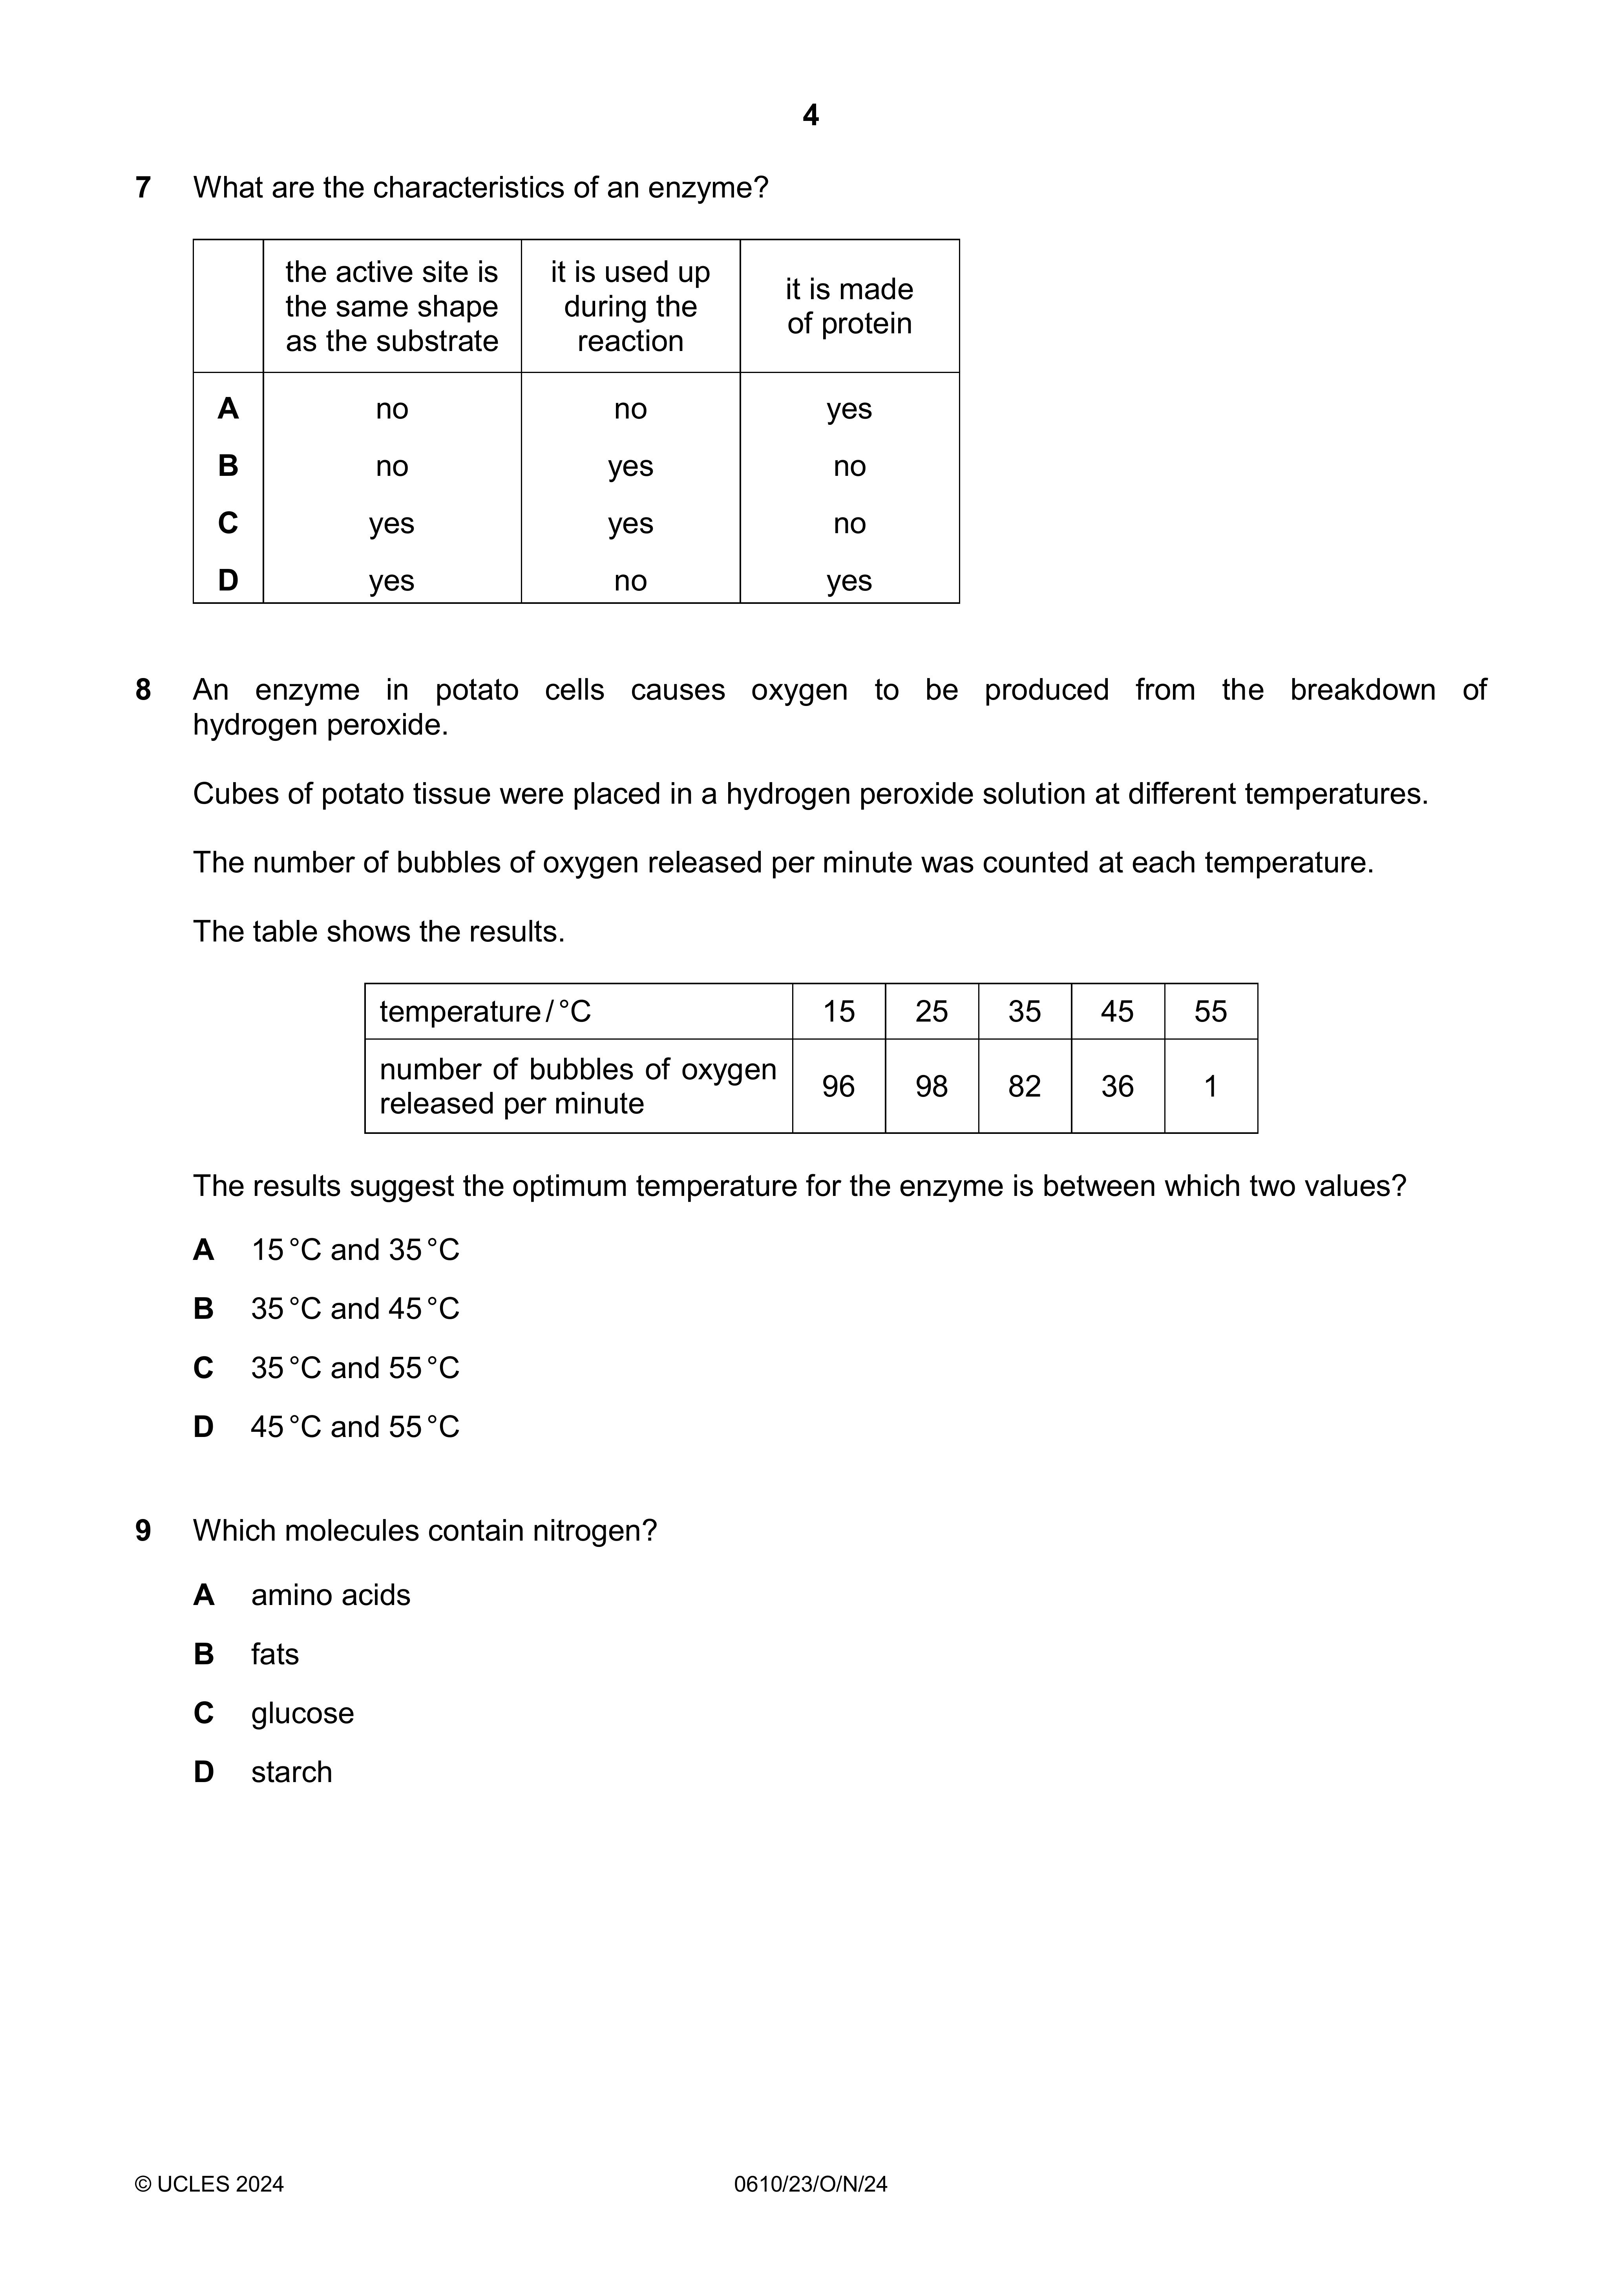 4
7 What are the characteristics of an enzyme?
the active site is the same shape as the substrate | it is used up during the reaction | it is made of protein
A no no yes
B no yes no
C yes yes no
D yes no yes
8 An enzyme in potato cells causes oxygen to be produced from the breakdown of
hydrogen peroxide.
Cubes of potato tissue were placed in a hydrogen peroxide solution at different temperatures.
The number of bubbles of oxygen released per minute was counted at each temperature.
The table shows the results.
temperature / °C 15 25 35 45 55
number of bubbles of oxygen released per minute 96 98 82 36 1
The results suggest the optimum temperature for the enzyme is between which two values?
A 15 °C and 35 °C
B 35 °C and 45 °C
C 35 °C and 55 °C
D 45 °C and 55 °C
9 Which molecules contain nitrogen?
A amino acids
B fats
C glucose
D starch
© UCLES 2024 0610/23/O/N/24